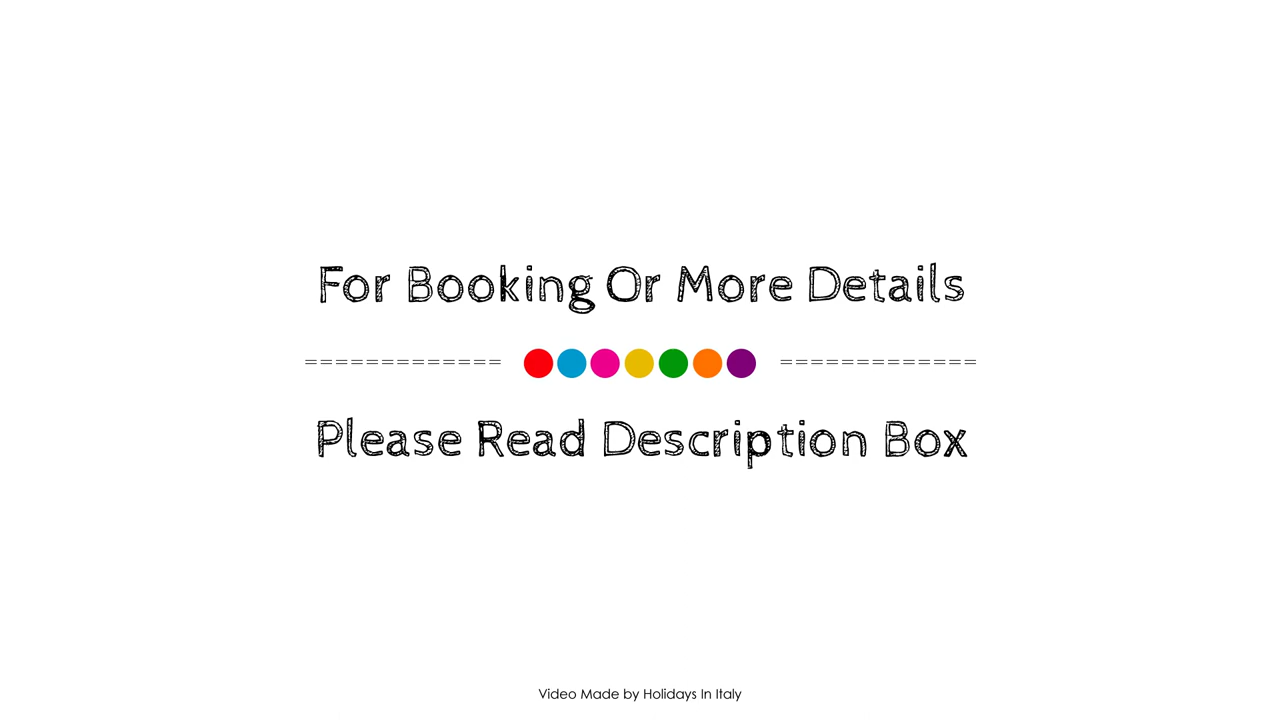 For Booking Or More Details
============= =============
Please Read Description Box
Video Made by Holidays In Italy